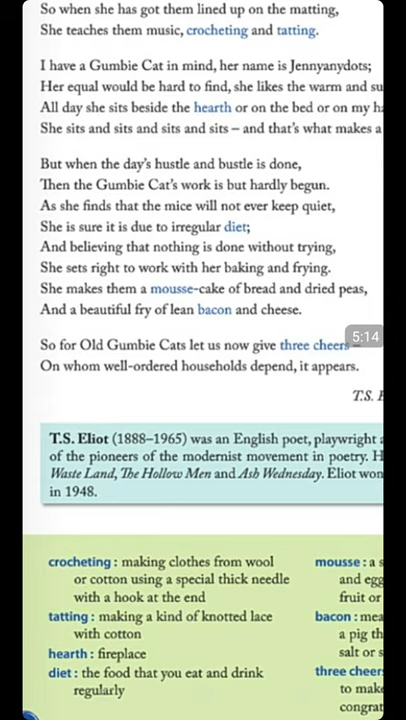 So when she has got them lined up on the matting,
She teaches them music, crocheting and tatting.
I have a Gumbie Cat in mind, her name is Jennyanydots;
Her equal would be hard to find, she likes the warm and su
All day she sits beside the hearth or on the bed or on my h
She sits and sits and sits and sits – and that's what makes a
But when the day's hustle and bustle is done,
Then the Gumbie Cat's work is but hardly begun.
As she finds that the mice will not ever keep quiet,
She is sure it is due to irregular diet;
And believing that nothing is done without trying,
She sets right to work with her baking and frying.
She makes them a mousse-cake of bread and dried peas,
And a beautiful fry of lean bacon and cheese.
So for Old Gumbie Cats let us now give three cheers –
5:14
On whom well-ordered households depend, it appears.
T.S. E
T.S. Eliot (1888–1965) was an English poet, playwright a
of the pioneers of the modernist movement in poetry. H
Waste Land, The Hollow Men and Ash Wednesday. Eliot won
in 1948.
crocheting : making clothes from wool
or cotton using a special thick needle
with a hook at the end
tatting : making a kind of knotted lace
with cotton
hearth : fireplace
diet : the food that you eat and drink
regularly
mousse : a s
and egg
fruit or
bacon : mea
a pig th
salt or s
three cheer
to make
congrat